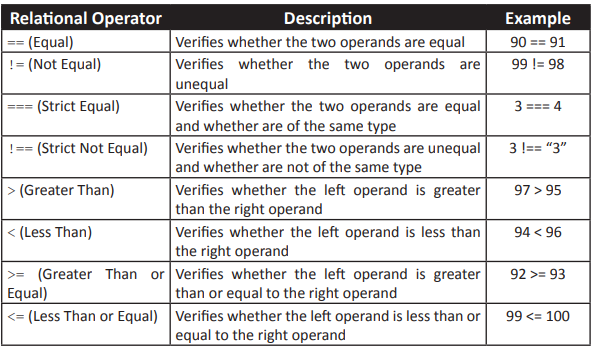 Relational Operator Description Example
== (Equal) Verifies whether the two operands are equal 90 == 91
!= (Not Equal) Verifies whether the two operands are 99 != 98
unequal
=== (Strict Equal) Verifies whether the two operands are equal 3 === 4
and whether are of the same type
!== (Strict Not Equal) Verifies whether the two operands are unequal 3 !== “3”
and whether are not of the same type
> (Greater Than) Verifies whether the left operand is greater 97 > 95
than the right operand
< (Less Than) Verifies whether the left operand is less than 94 < 96
the right operand
>= (Greater Than or Verifies whether the left operand is greater 92 >= 93
Equal) than or equal to the right operand
<= (Less Than or Equal) Verifies whether the left operand is less than or 99 <= 100
equal to the right operand